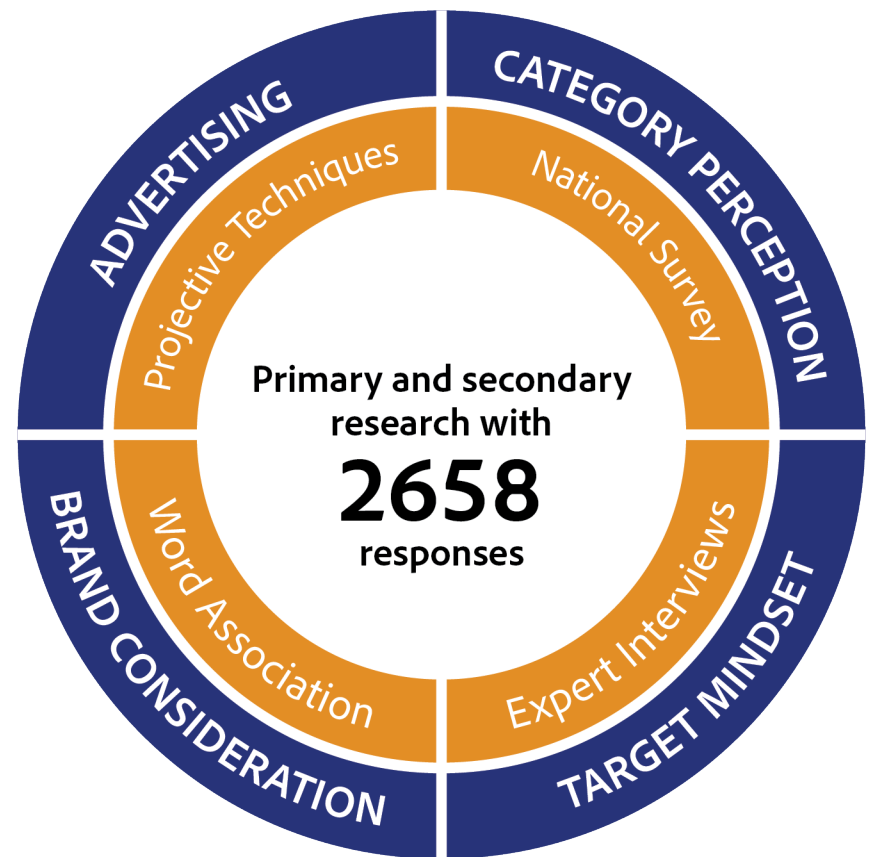 ADVERTISING
CATEGORY PERCEPTION
Projective Techniques
National Survey
Primary and secondary
research with
2658
responses
Word Association
Expert Interviews
BRAND CONSIDERATION
TARGET MINDSET